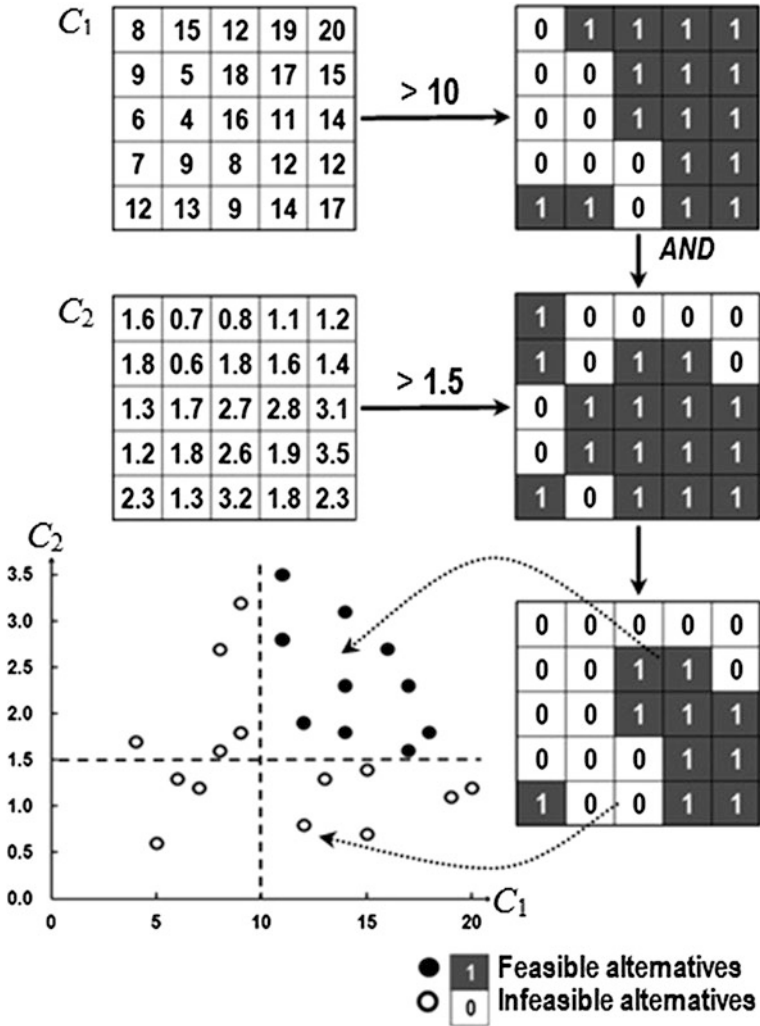 C₁
8 15 12 19 20
9 5 18 17 15
6 4 16 11 14
7 9 8 12 12
12 13 9 14 17
> 10
0 1 1 1 1
0 0 1 1 1
0 0 1 1 1
0 0 0 1 1
1 1 0 1 1
AND
C₂
1.6 0.7 0.8 1.1 1.2
1.8 0.6 1.8 1.6 1.4
1.3 1.7 2.7 2.8 3.1
1.2 1.8 2.6 1.9 3.5
2.3 1.3 3.2 1.8 2.3
> 1.5
1 0 0 0 0
1 0 1 1 0
0 1 1 1 1
0 1 1 1 1
1 0 1 1 1
C₂
3.5
3.0
2.5
2.0
1.5
1.0
0.5
0.0
0 5 10 15 20
C₁
0 0 0 0 0
0 0 1 1 0
0 0 1 1 1
0 0 0 1 1
1 0 0 1 1
1 Feasible alternatives
0 Infeasible alternatives